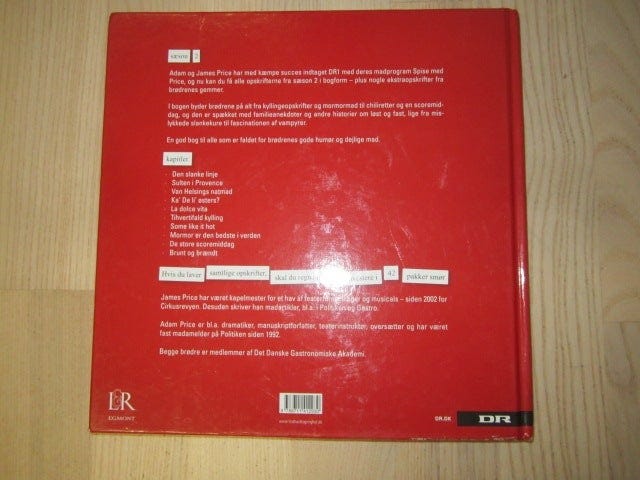 sæson 2
Adam og James Price har med kæmpe succes indtaget DR1 med deres madprogram Spise med
Price, og nu kan du få alle opskrifterne fra sæson 2 i bogform – plus nogle ekstraopskrifter fra
brødrenes gemmer.
I bogen byder brødrene på alt fra kyllingeopskrifter og mormormad til chiliretter og en scoremid-
dag, og den er spækket med familieanekdoter og andre historier om løst og fast, lige fra mis-
lykkede slankekure til fascinationen af vampyrer.
En god bog til alle som er faldet for brødrenes gode humør og dejlige mad.
kapitler
· Den slanke linje
· Sulten i Provence
· Van Helsings natmad
· Ka' De li' østers?
· La dolce vita
· Tihvertifald kylling
· Some like it hot
· Mormor er den bedste i verden
· De store scoremiddag
· Brunt og brændt
Hvis du laver samtlige opskrifter, skal du investere i 42 pakker smør
James Price har været kapelmester for et hav af teaterforestillinger og musicals – siden 2002 for
Cirkusrevyen. Desuden skriver han madartikler, bl.a. i Politiken og Gastro.
Adam Price er bl.a. dramatiker, manuskriptforfatter, teaterinstruktør, oversætter og har været
fast madanmelder på Politiken siden 1992.
Begge brødre er medlemmer af Det Danske Gastronomiske Akademi.
L&R
EGMONT
DR.DK
DR